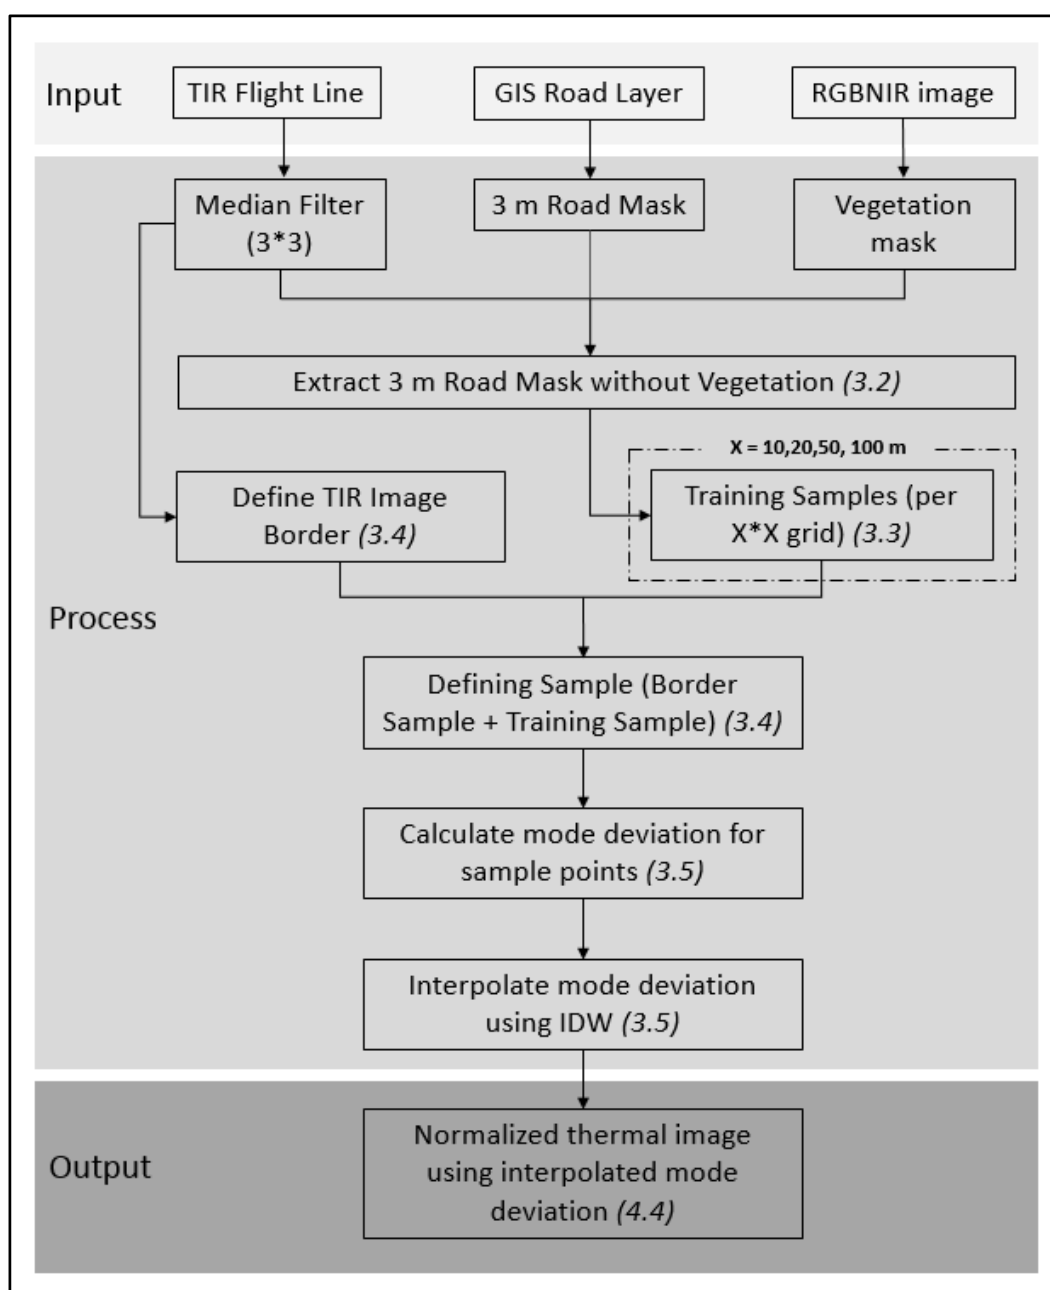 Input
TIR Flight Line
GIS Road Layer
RGBNIR image
Median Filter
(3*3)
3 m Road Mask
Vegetation
mask
Extract 3 m Road Mask without Vegetation (3.2)
X = 10,20,50, 100 m
Define TIR Image
Border (3.4)
Training Samples (per
X*X grid) (3.3)
Process
Defining Sample (Border
Sample + Training Sample) (3.4)
Calculate mode deviation for
sample points (3.5)
Interpolate mode deviation
using IDW (3.5)
Output
Normalized thermal image
using interpolated mode
deviation (4.4)